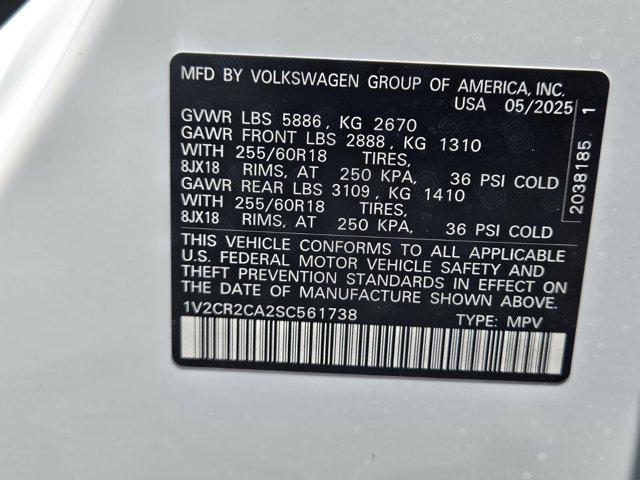 MFD BY VOLKSWAGEN GROUP OF AMERICA, INC.
USA 05/2025
GVWR LBS 5886, KG 2670
GAWR FRONT LBS 2888, KG 1310
WITH 255/60R18 TIRES,
8JX18 RIMS, AT 250 KPA, 36 PSI COLD
GAWR REAR LBS 3109, KG 1410
WITH 255/60R18 TIRES,
8JX18 RIMS, AT 250 KPA, 36 PSI COLD
THIS VEHICLE CONFORMS TO ALL APPLICABLE
U.S. FEDERAL MOTOR VEHICLE SAFETY AND
THEFT PREVENTION STANDARDS IN EFFECT ON
THE DATE OF MANUFACTURE SHOWN ABOVE.
1V2CR2CA2SC561738 TYPE: MPV
2038185 1